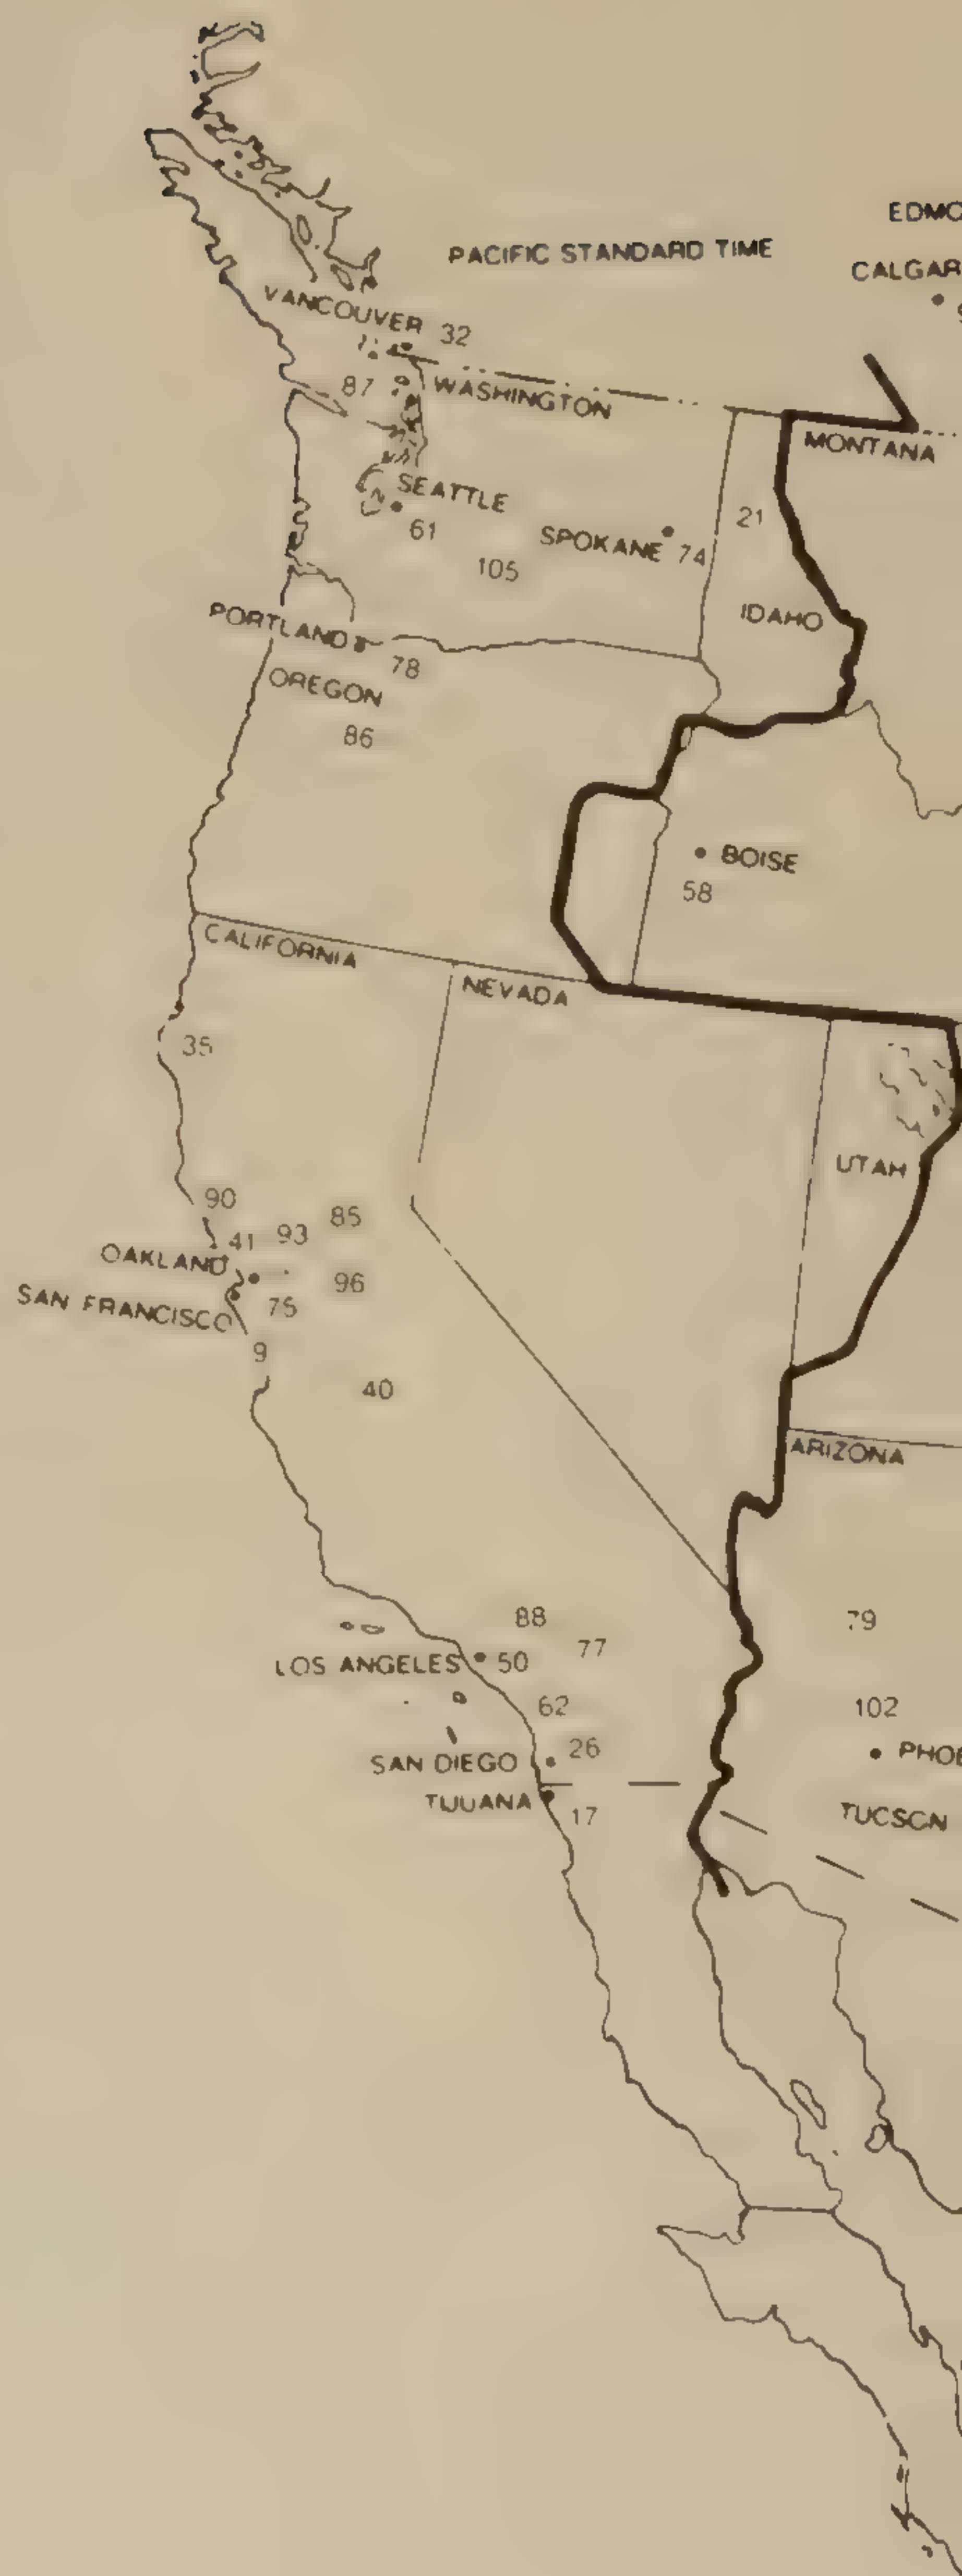 EDMO
PACIFIC STANDARD TIME
CALGAR
VANCOUVER 32
87
WASHINGTON
MONTANA
SEATTLE
61
21
SPOKANE 74
105
IDAHO
PORTLAND
78
OREGON
86
BOISE
58
CALIFORNIA
NEVADA
35
UTAH
90
85
93
41
OAKLAND
96
SAN FRANCISCO
75
9
40
ARIZONA
88
79
77
LOS ANGELES 50
62
102
26
PHOE
SAN DIEGO
TIJUANA
17
TUCSON